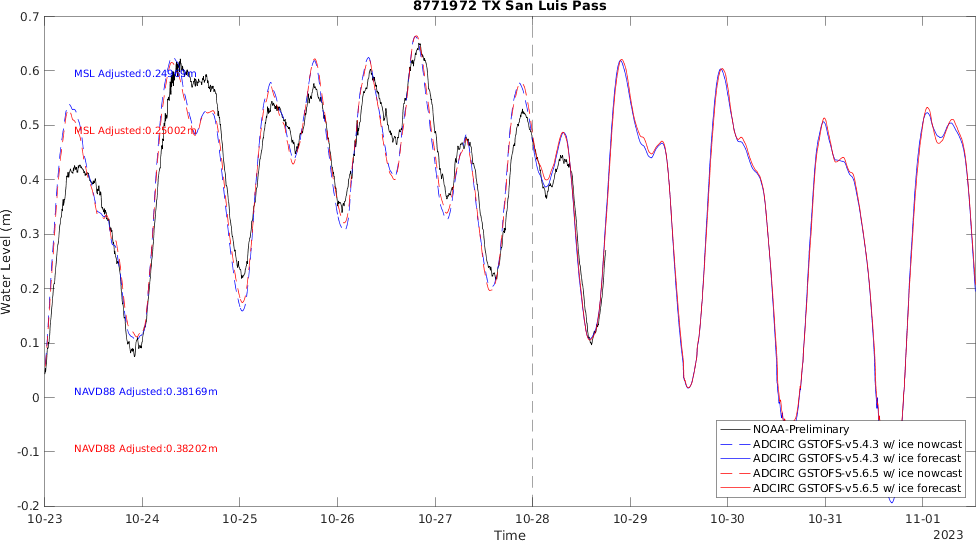 8771972 TX San Luis Pass
0.7
0.6
0.5
0.4
0.3
0.2
0.1
0
-0.1
-0.2
Water Level (m)
MSL Adjusted:0.24
MSL Adjusted:0.25002m
NAVD88 Adjusted:0.38169m
NAVD88 Adjusted:0.38202m
NOAA-Preliminary
ADCIRC GSTOFS-v5.4.3 w/ ice nowcast
ADCIRC GSTOFS-v5.4.3 w/ ice forecast
ADCIRC GSTOFS-v5.6.5 w/ ice nowcast
ADCIRC GSTOFS-v5.6.5 w/ ice forecast
10-23 10-24 10-25 10-26 10-27 10-28 10-29 10-30 10-31 11-01
Time
2023